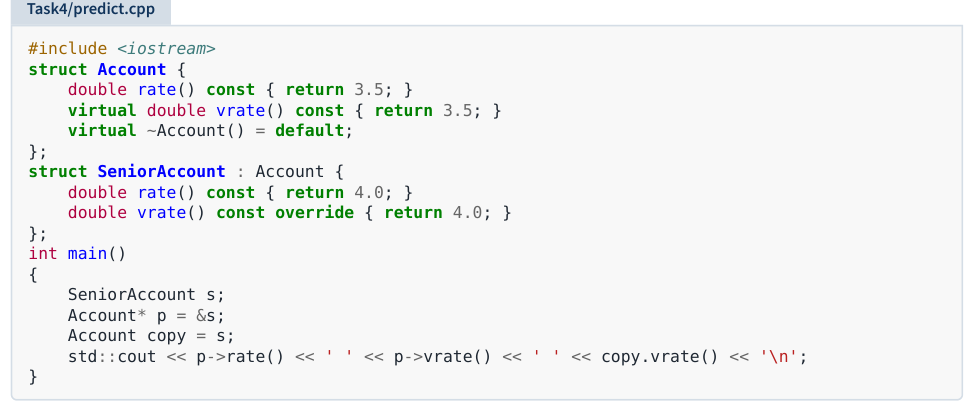 Task4/predict.cpp
#include <iostream>
struct Account {
    double rate() const { return 3.5; }
    virtual double vrate() const { return 3.5; }
    virtual ~Account() = default;
};
struct SeniorAccount : Account {
    double rate() const { return 4.0; }
    double vrate() const override { return 4.0; }
};
int main()
{
    SeniorAccount s;
    Account* p = &s;
    Account copy = s;
    std::cout << p->rate() << ' ' << p->vrate() << ' ' << copy.vrate() << '\n';
}